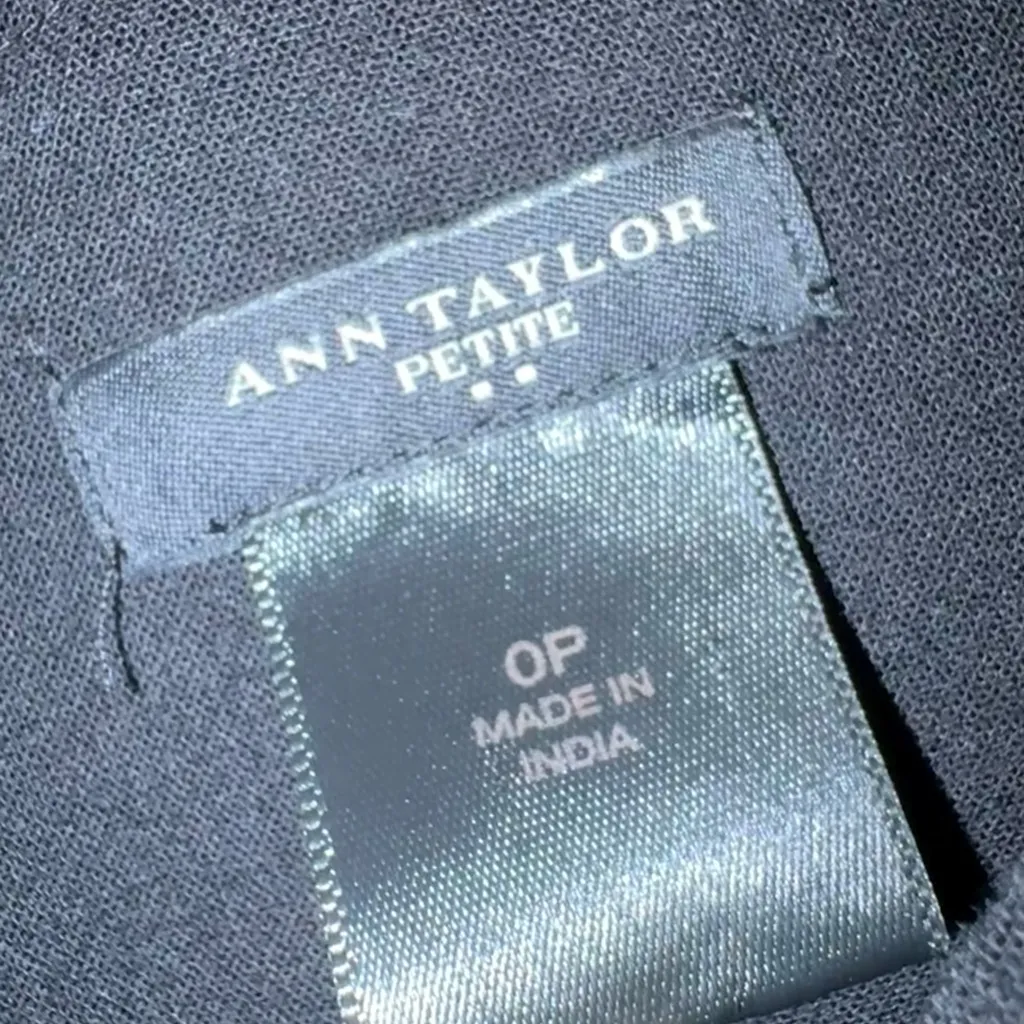 ANN TAYLOR
PETITE
0P
MADE IN
INDIA